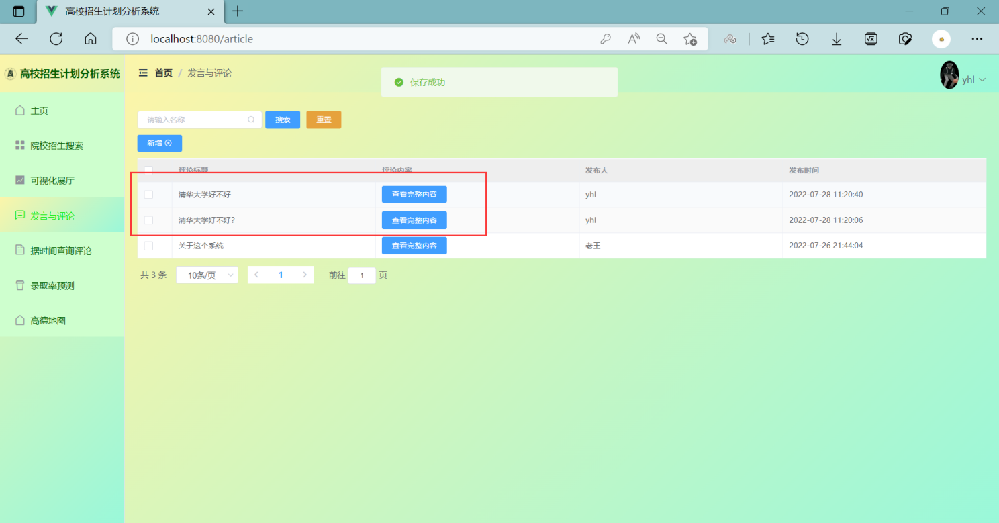 高校招生计划分析系统
localhost:8080/article
高校招生计划分析系统
首页 / 发言与评论
保存成功
yhl
主页
院校招生搜索
可视化展厅
发言与评论
据时间查询评论
录取率预测
高德地图
请输入名称 搜索 重置
新增
评论标题 评论内容 发布人 发布时间
清华大学好不好 查看完整内容 yhl 2022-07-28 11:20:40
清华大学好不好? 查看完整内容 yhl 2022-07-28 11:20:06
关于这个系统 查看完整内容 老王 2022-07-26 21:44:04
共 3 条 10条/页 1 前往 1 页